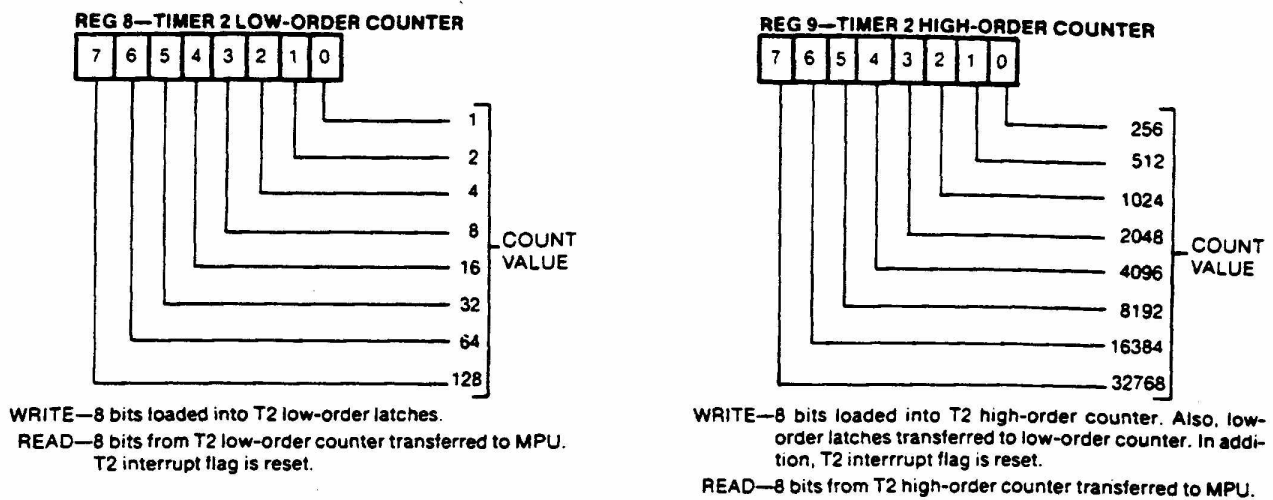 REG 8—TIMER 2 LOW-ORDER COUNTER
7 6 5 4 3 2 1 0
1
2
4
8
16
32
64
128
COUNT
VALUE
WRITE—8 bits loaded into T2 low-order latches.
READ—8 bits from T2 low-order counter transferred to MPU.
T2 interrupt flag is reset.
REG 9—TIMER 2 HIGH-ORDER COUNTER
7 6 5 4 3 2 1 0
256
512
1024
2048
4096
8192
16384
32768
COUNT
VALUE
WRITE—8 bits loaded into T2 high-order counter. Also, low-
order latches transferred to low-order counter. In addi-
tion, T2 interrrupt flag is reset.
READ—8 bits from T2 high-order counter transferred to MPU.